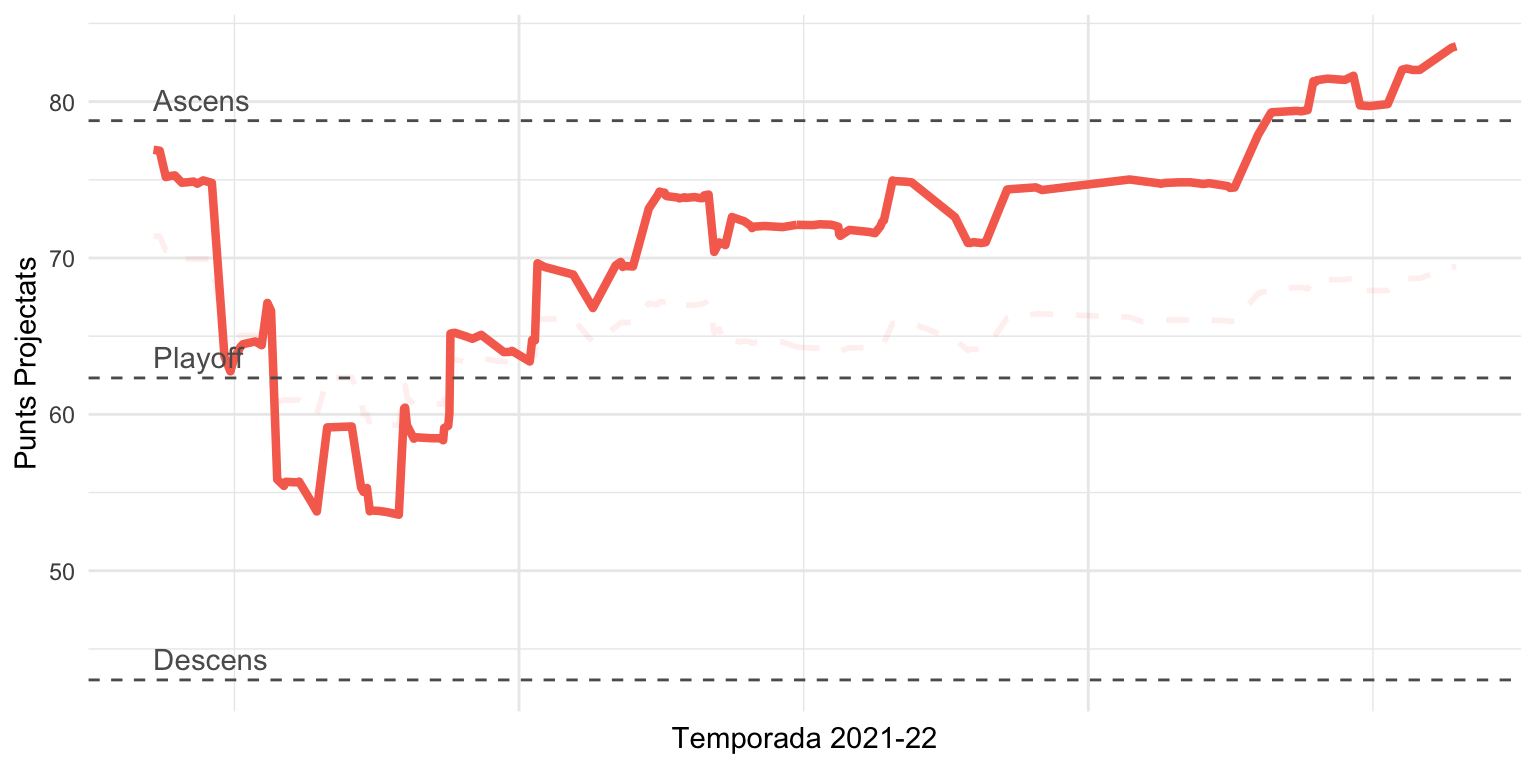 Punts Projectats
80
70
60
50
Ascens
Playoff
Descens
Temporada 2021-22